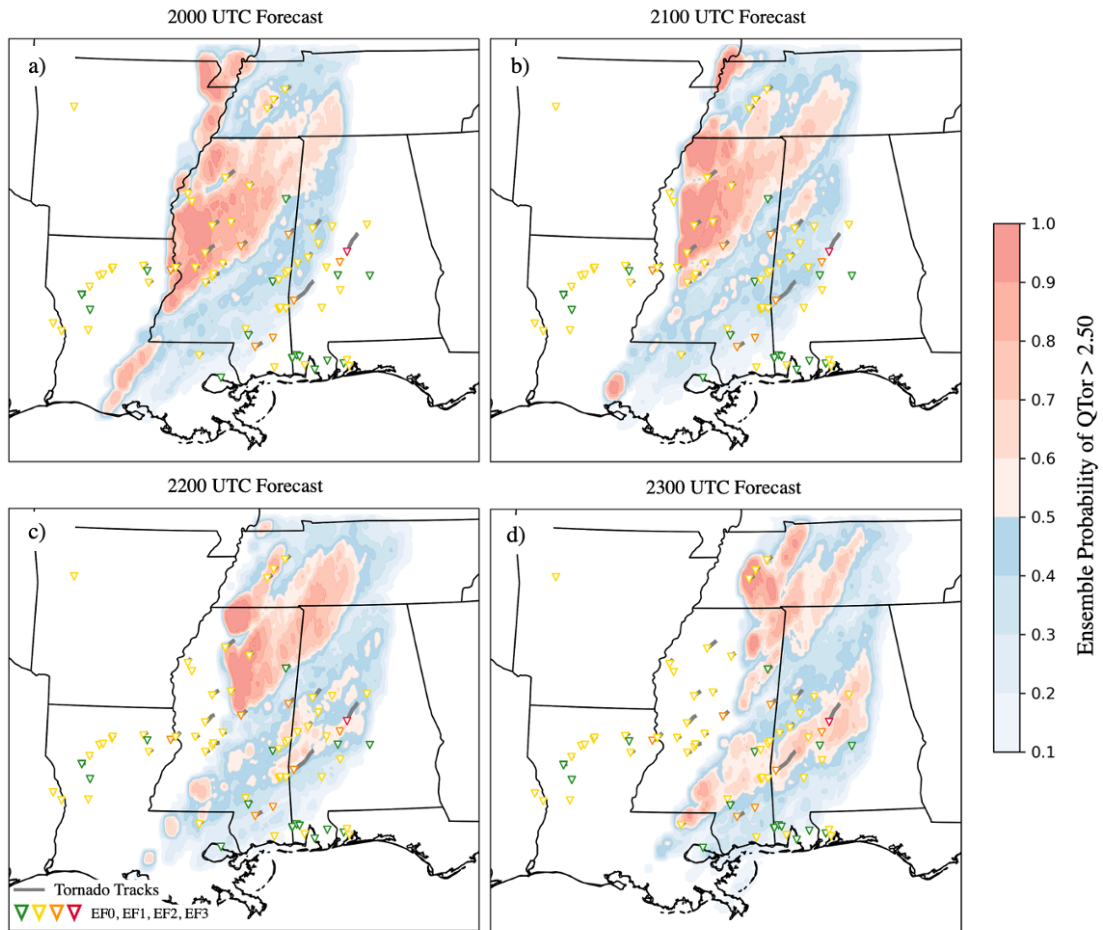 2000 UTC Forecast
2100 UTC Forecast
a)
b)
2200 UTC Forecast
2300 UTC Forecast
c)
d)
Tornado Tracks
EF0, EF1, EF2, EF3
1.0
0.9
0.8
0.7
0.6
0.5
0.4
0.3
0.2
0.1
Ensemble Probability of QTor > 2.50